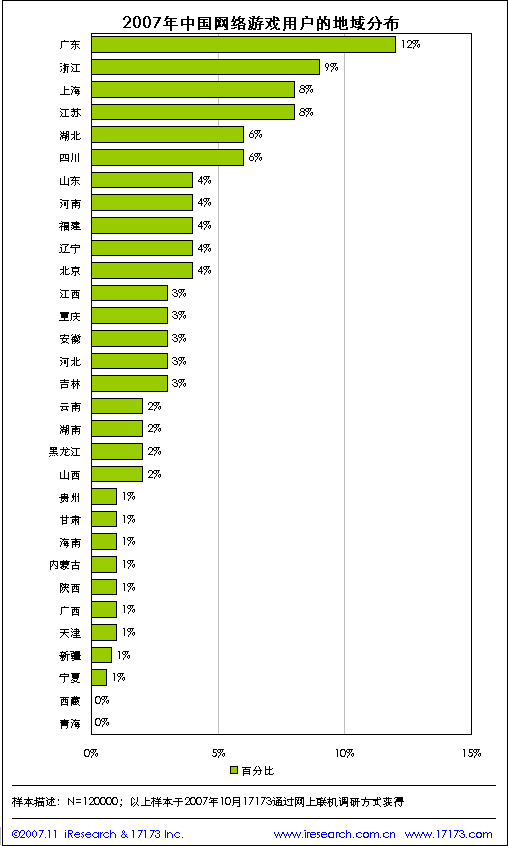 2007年中国网络游戏用户的地域分布
广东 12%
浙江 9%
上海 8%
江苏 8%
湖北 6%
四川 6%
山东 4%
河南 4%
福建 4%
辽宁 4%
北京 4%
江西 3%
重庆 3%
安徽 3%
河北 3%
吉林 3%
云南 2%
湖南 2%
黑龙江 2%
山西 2%
贵州 1%
甘肃 1%
海南 1%
内蒙古 1%
陕西 1%
广西 1%
天津 1%
新疆 1%
宁夏 1%
西藏 0%
青海 0%
0% 5% 10% 15%
百分比
样本描述：N=120000；以上样本于2007年10月17173通过网上联机调研方式获得
©2007.11 iResearch & 17173 Inc. www.iresearch.com.cn www.17173.com